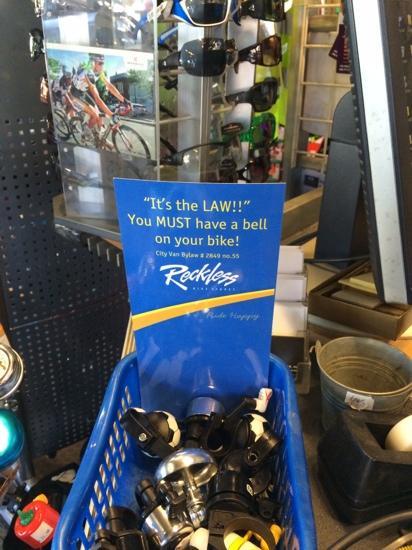 "It's the LAW!!"
You MUST have a bell
on your bike!
City Van Bylaw # 2849 no.55
Reckless
BIKE STORES
Ride Happy